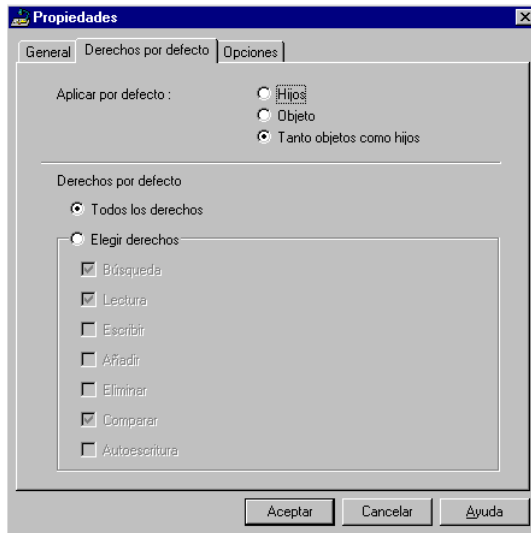 Propiedades
General Derechos por defecto Opciones
Aplicar por defecto : Hijos
Objeto
Tanto objetos como hijos
Derechos por defecto
Todos los derechos
Elegir derechos
Búsqueda
Lectura
Escribir
Añadir
Eliminar
Comparar
Autoescritura
Aceptar Cancelar Ayuda